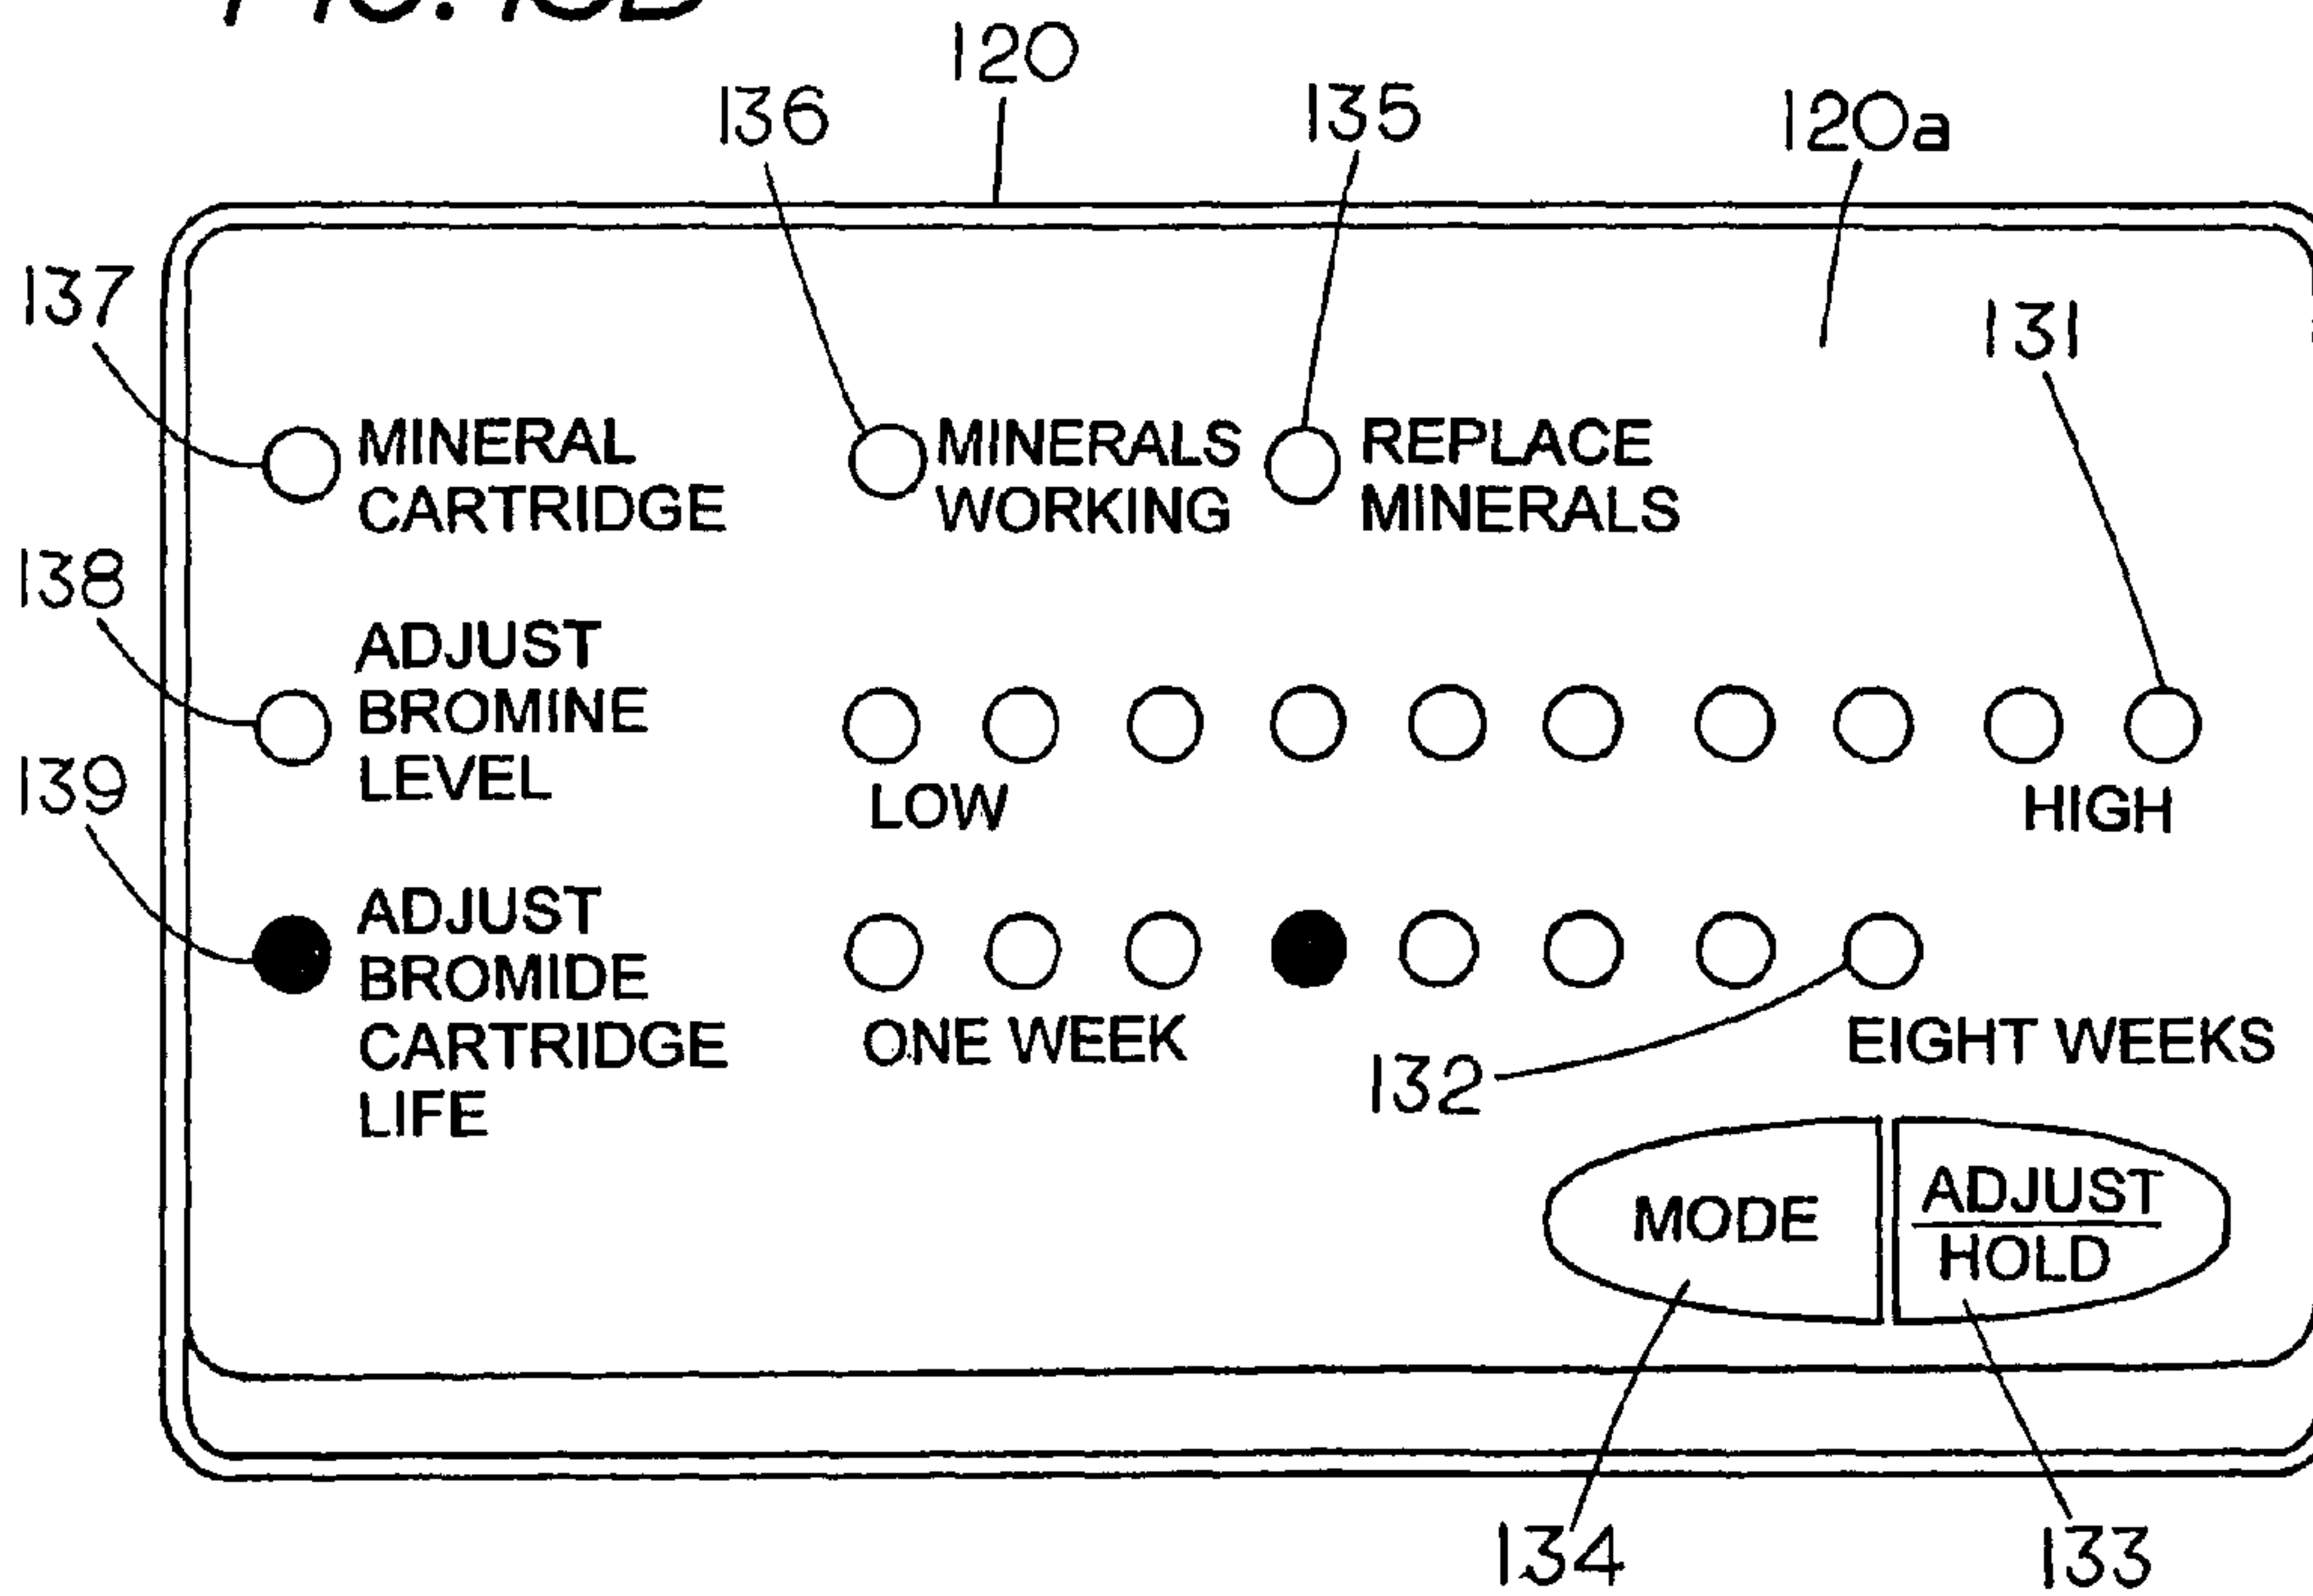 120
136
135
120a
137
131
MINERAL
CARTRIDGE
MINERALS
WORKING
REPLACE
MINERALS
138
ADJUST
BROMINE
LEVEL
LOW
HIGH
139
ADJUST
BROMIDE
CARTRIDGE
LIFE
ONE WEEK
EIGHT WEEKS
132
MODE
ADJUST
HOLD
134
133